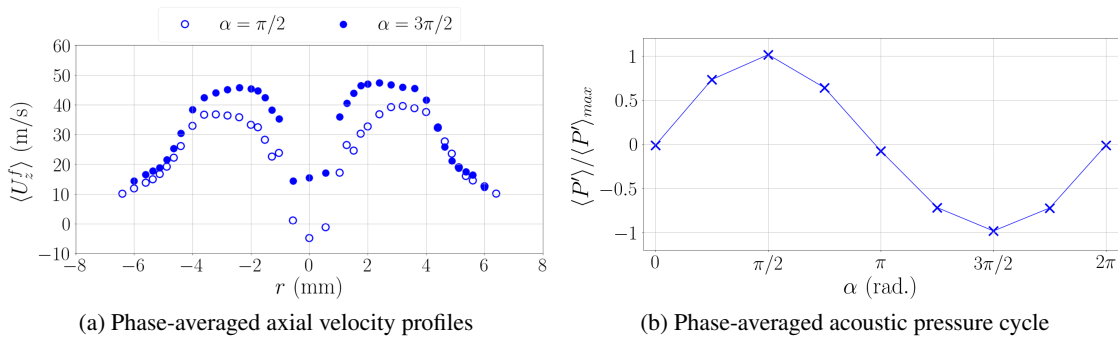 α = π/2 α = 3π/2
60
50
40
30
20
10
0
−10
⟨U_z^f⟩ (m/s)
−8 −6 −4 −2 0 2 4 6 8
r (mm)
(a) Phase-averaged axial velocity profiles
1
0.5
0
−0.5
−1
⟨P′⟩/⟨P′⟩_max
0 π/2 π 3π/2 2π
α (rad.)
(b) Phase-averaged acoustic pressure cycle